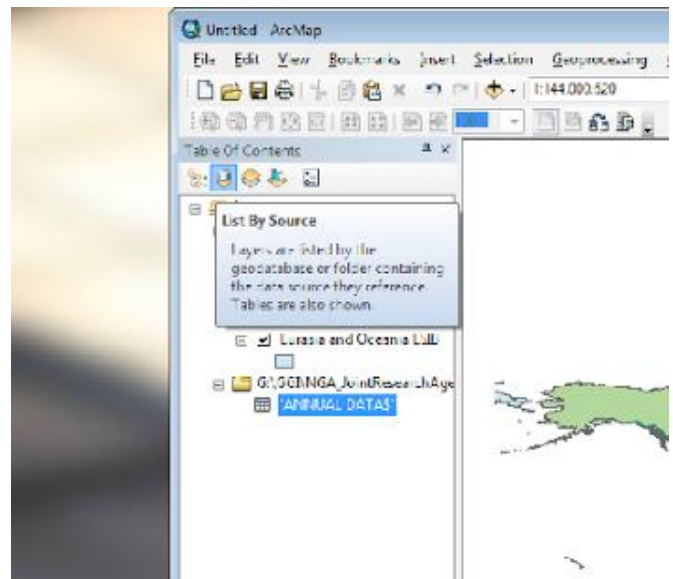 Untitled - ArcMap
File Edit View Bookmarks Insert Selection Geoprocessing
1:144,000,520
Table Of Contents
List By Source
Layers are listed by the
geodatabase or folder containing
the data source they reference.
Tables are also shown.
Eurasia and Oceania LSIB
'ANNUAL DATA$'